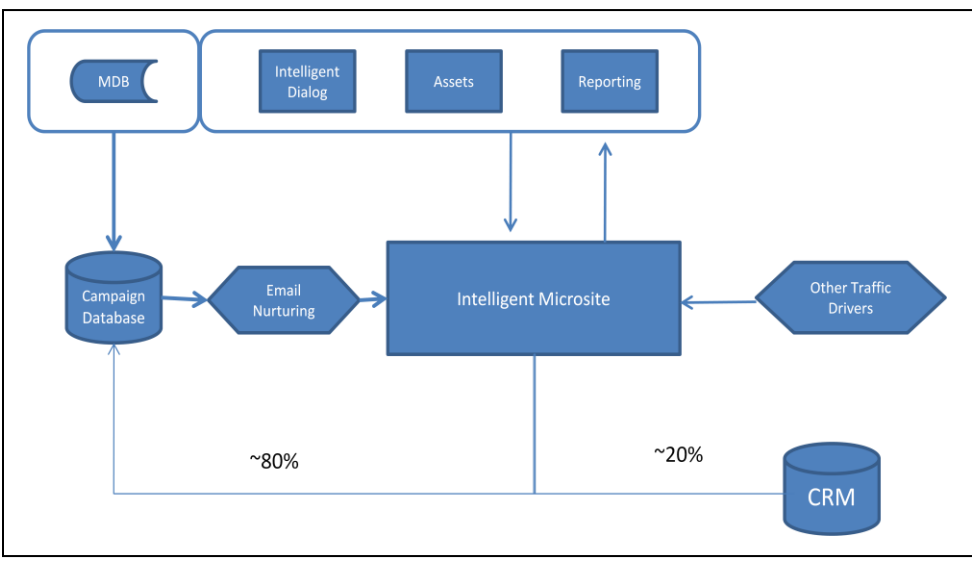 MDB
Intelligent
Dialog
Assets
Reporting
Campaign
Database
Email
Nurturing
Intelligent Microsite
Other Traffic
Drivers
~80%
~20%
CRM